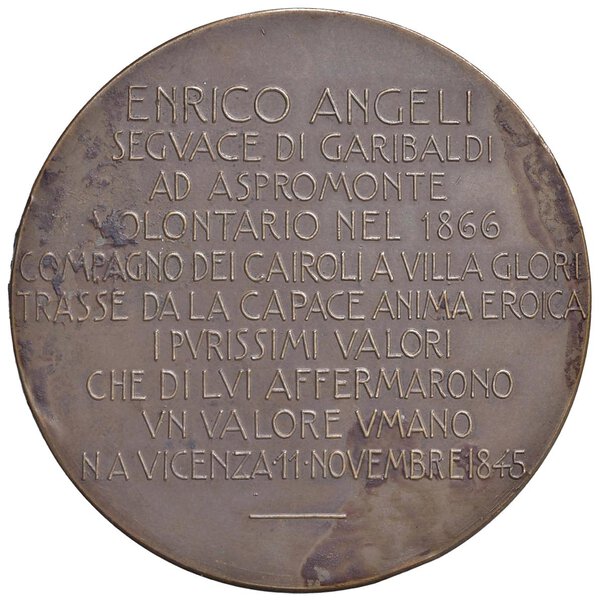 ENRICO ANGELI
SEGVACE DI GARIBALDI
AD ASPROMONTE
VOLONTARIO NEL 1866
COMPAGNO DEI CAIROLI A VILLA GLORI
TRASSE DA LA CAPACE ANIMA EROICA
I PVRISSIMI VALORI
CHE DI LVI AFFERMARONO
VN VALORE VMANO
N A VICENZA·11·NOVEMBRE 1845.